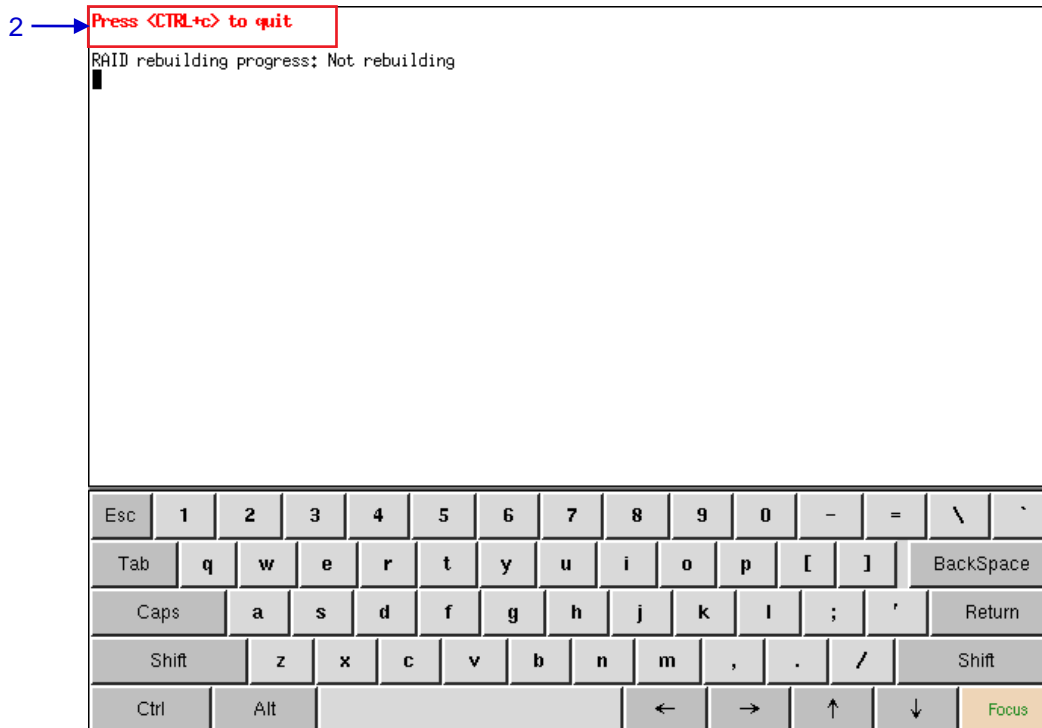 2
Press <CTRL+c> to quit
RAID rebuilding progress: Not rebuilding
Esc 1 2 3 4 5 6 7 8 9 0 - = \ `
Tab q w e r t y u i o p [ ] BackSpace
Caps a s d f g h j k l ; ' Return
Shift z x c v b n m , . / Shift
Ctrl Alt ← → ↑ ↓ Focus